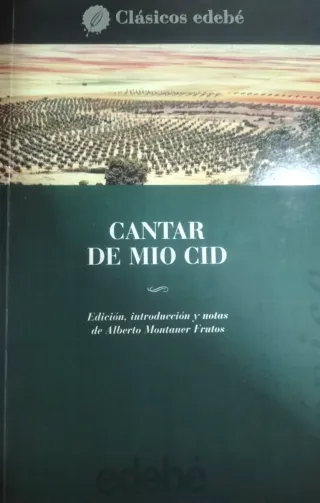 Clásicos edebé
CANTAR
DE MIO CID
Edición, introducción y notas
de Alberto Montaner Frutos
edebé